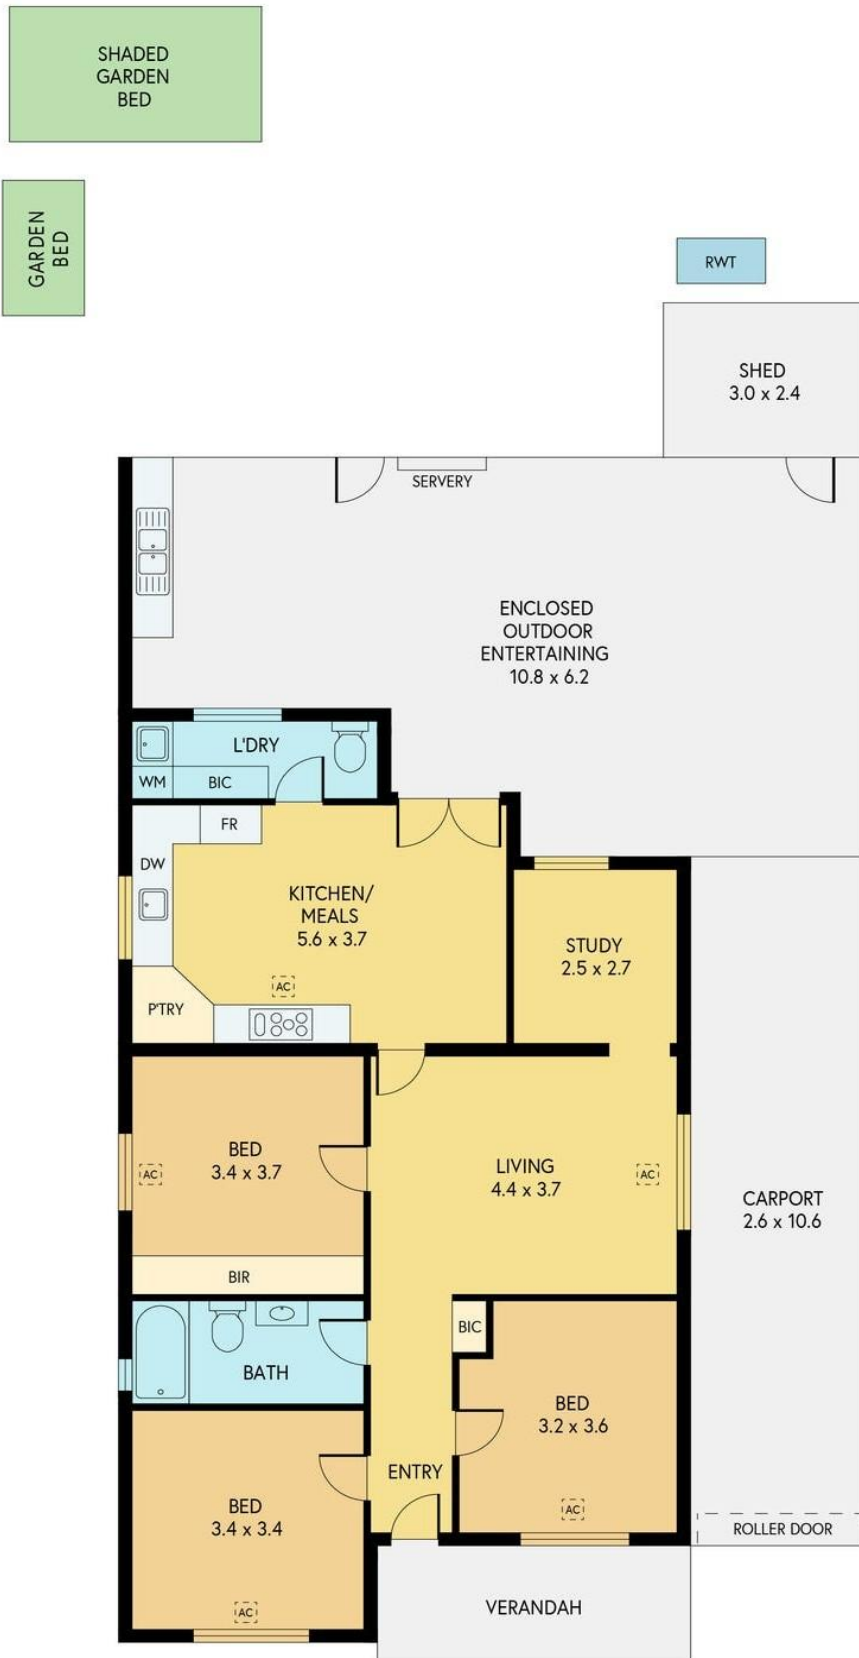 SHADED
GARDEN
BED
GARDEN
BED
RWT
SHED
3.0 x 2.4
SERVERY
ENCLOSED
OUTDOOR
ENTERTAINING
10.8 x 6.2
L'DRY
WM
BIC
FR
DW
KITCHEN/
MEALS
5.6 x 3.7
STUDY
2.5 x 2.7
AC
P'TRY
BED
3.4 x 3.7
AC
LIVING
4.4 x 3.7
AC
CARPORT
2.6 x 10.6
BIR
BIC
BATH
BED
3.2 x 3.6
ENTRY
BED
3.4 x 3.4
AC
ROLLER DOOR
VERANDAH
AC